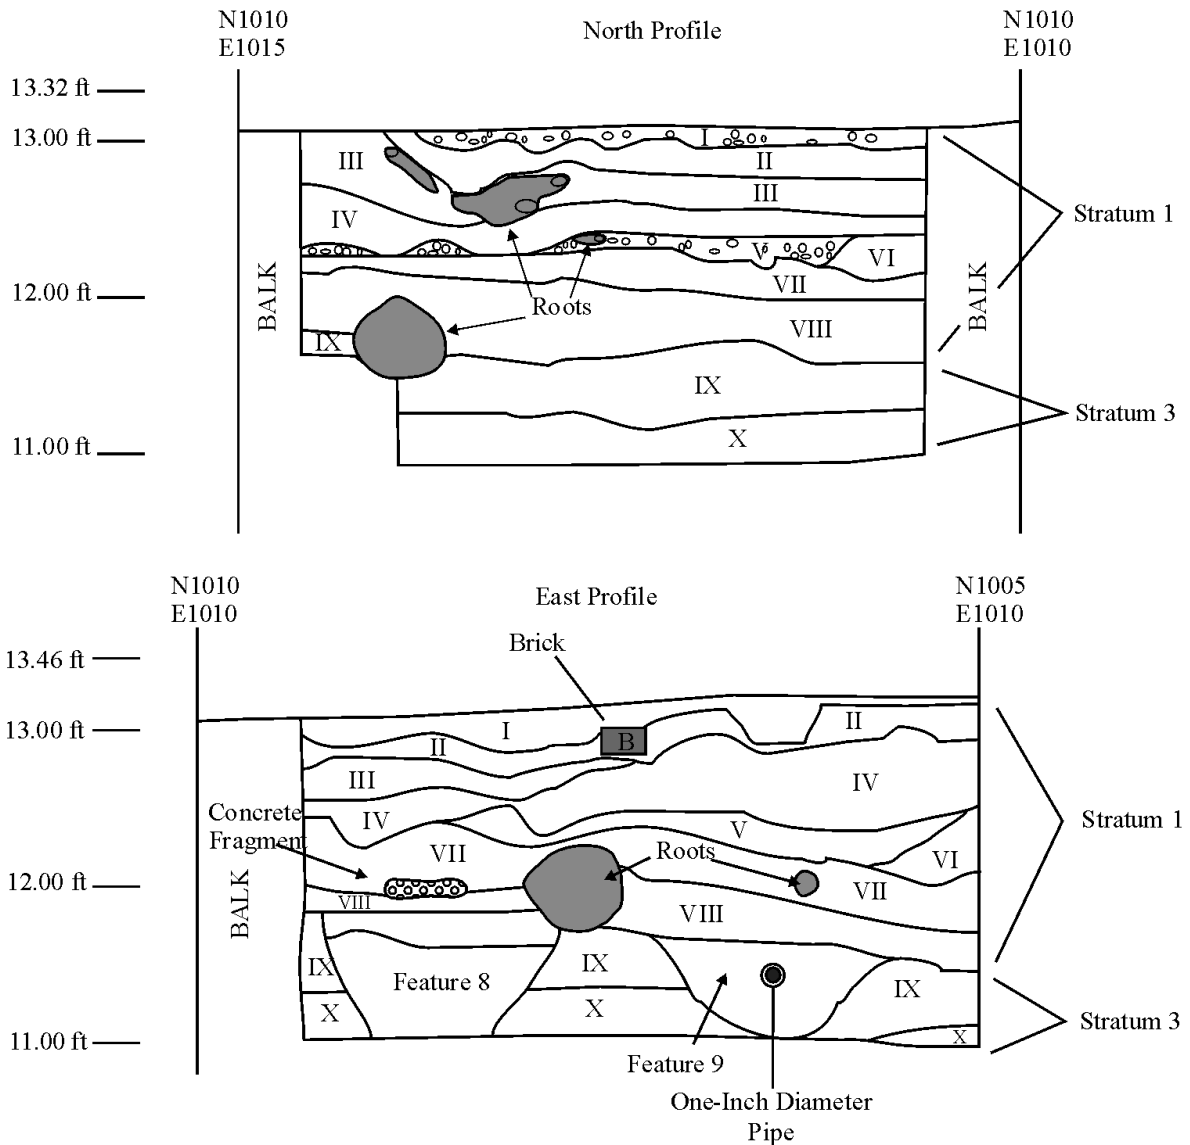 N1010
E1015
North Profile
N1010
E1010
13.32 ft
13.00 ft
12.00 ft
11.00 ft
I
II
III
III
IV
V
VI
VII
VIII
IX
IX
X
Roots
BALK
BALK
Stratum 1
Stratum 3
N1010
E1010
East Profile
N1005
E1010
Brick
13.46 ft
13.00 ft
12.00 ft
11.00 ft
I
B
II
II
III
IV
IV
Concrete
Fragment
V
VI
VII
VII
Roots
VIII
VIII
BALK
IX
IX
IX
Feature 8
X
X
X
Stratum 1
Stratum 3
Feature 9
One-Inch Diameter
Pipe